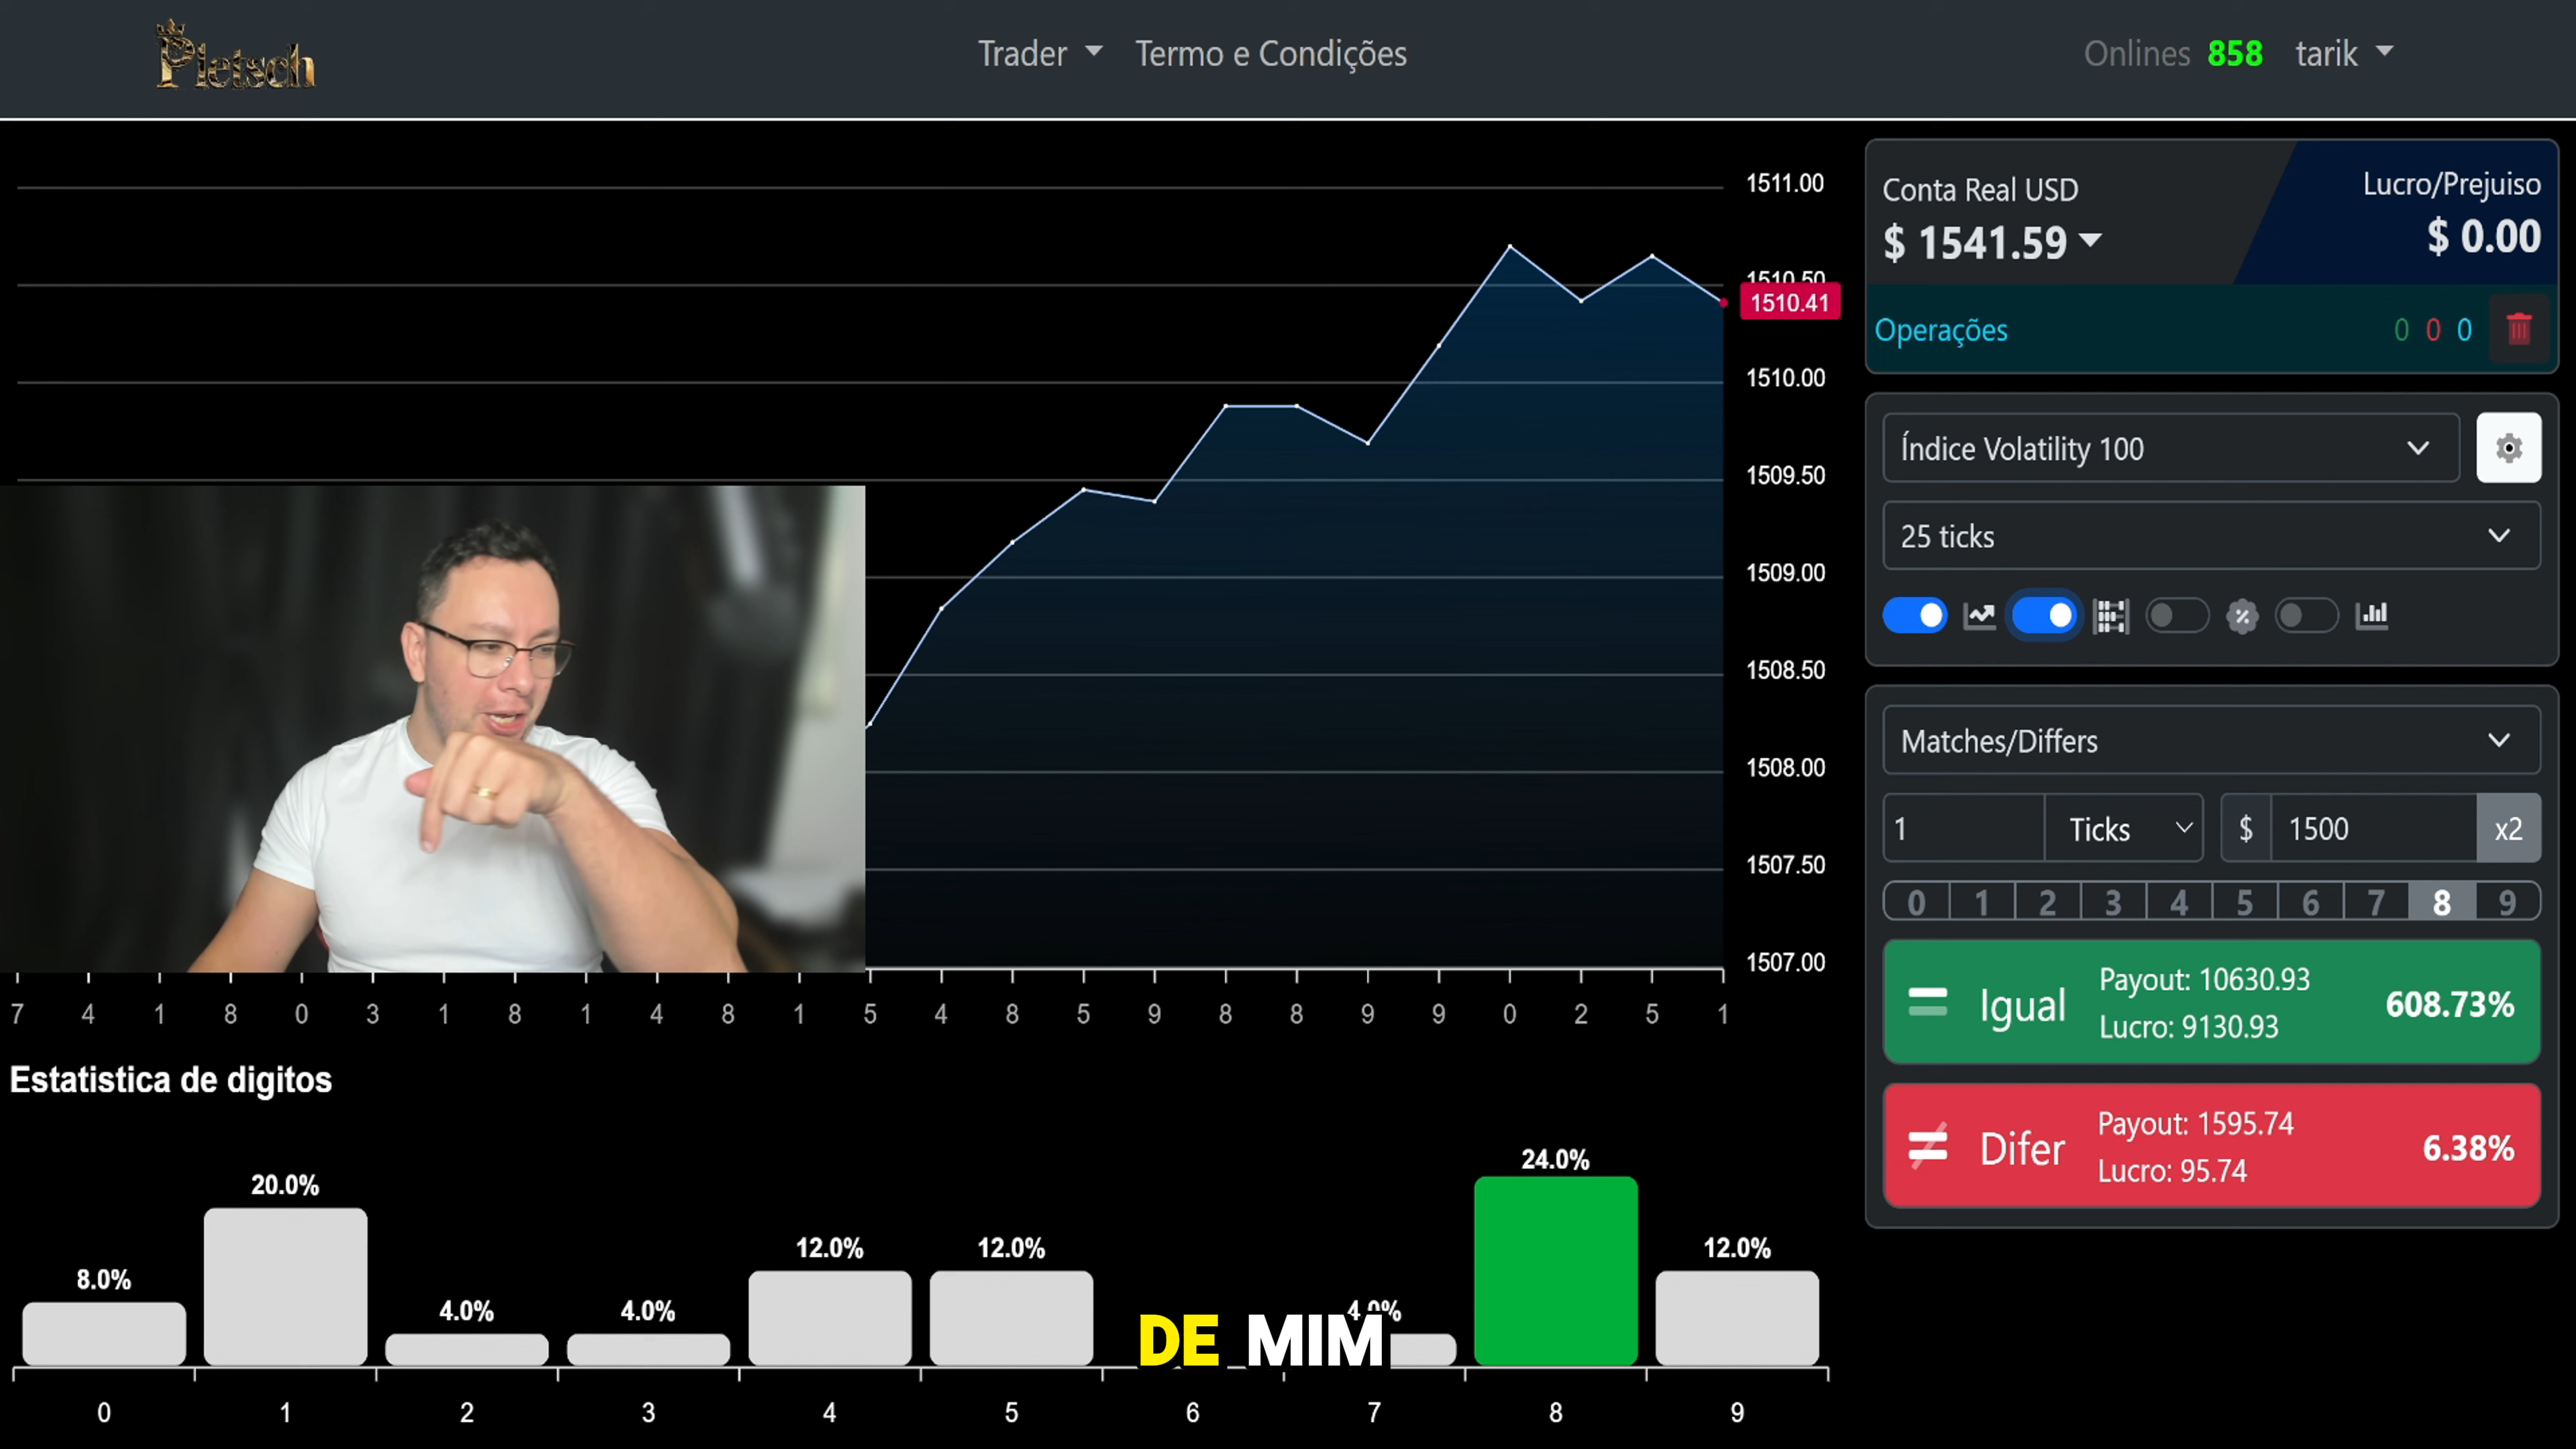 Pletsch
Trader
Termo e Condições
Onlines 858
tarik
1511.00
1510.50
1510.41
1510.00
1509.50
1509.00
1508.50
1508.00
1507.50
1507.00
7 4 1 8 0 3 1 8 1 4 8 1 5 4 8 5 9 8 8 9 9 0 2 5 1
Conta Real USD
$ 1541.59
Lucro/Prejuiso
$ 0.00
Operações
0 0 0
Índice Volatility 100
25 ticks
Matches/Differs
1 Ticks $ 1500 x2
0 1 2 3 4 5 6 7 8 9
Igual
Payout: 10630.93
Lucro: 9130.93
608.73%
Difer
Payout: 1595.74
Lucro: 95.74
6.38%
Estatistica de digitos
8.0% 20.0% 4.0% 4.0% 12.0% 12.0% 4.0% 24.0% 12.0%
DE MIM
0 1 2 3 4 5 6 7 8 9